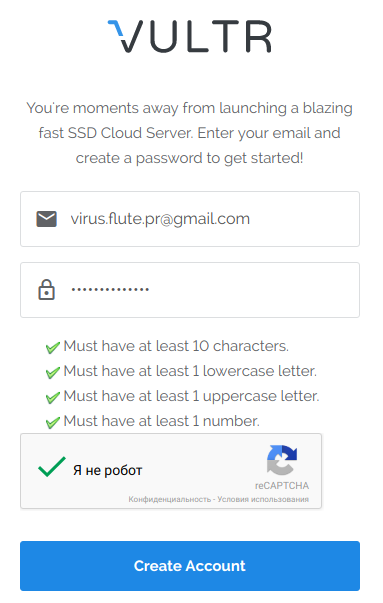 VULTR
You're moments away from launching a blazing
fast SSD Cloud Server. Enter your email and
create a password to get started!
virus.flute.pr@gmail.com
••••••••••••••
Must have at least 10 characters.
Must have at least 1 lowercase letter.
Must have at least 1 uppercase letter.
Must have at least 1 number.
Я не робот
reCAPTCHA
Конфиденциальность - Условия использования
Create Account